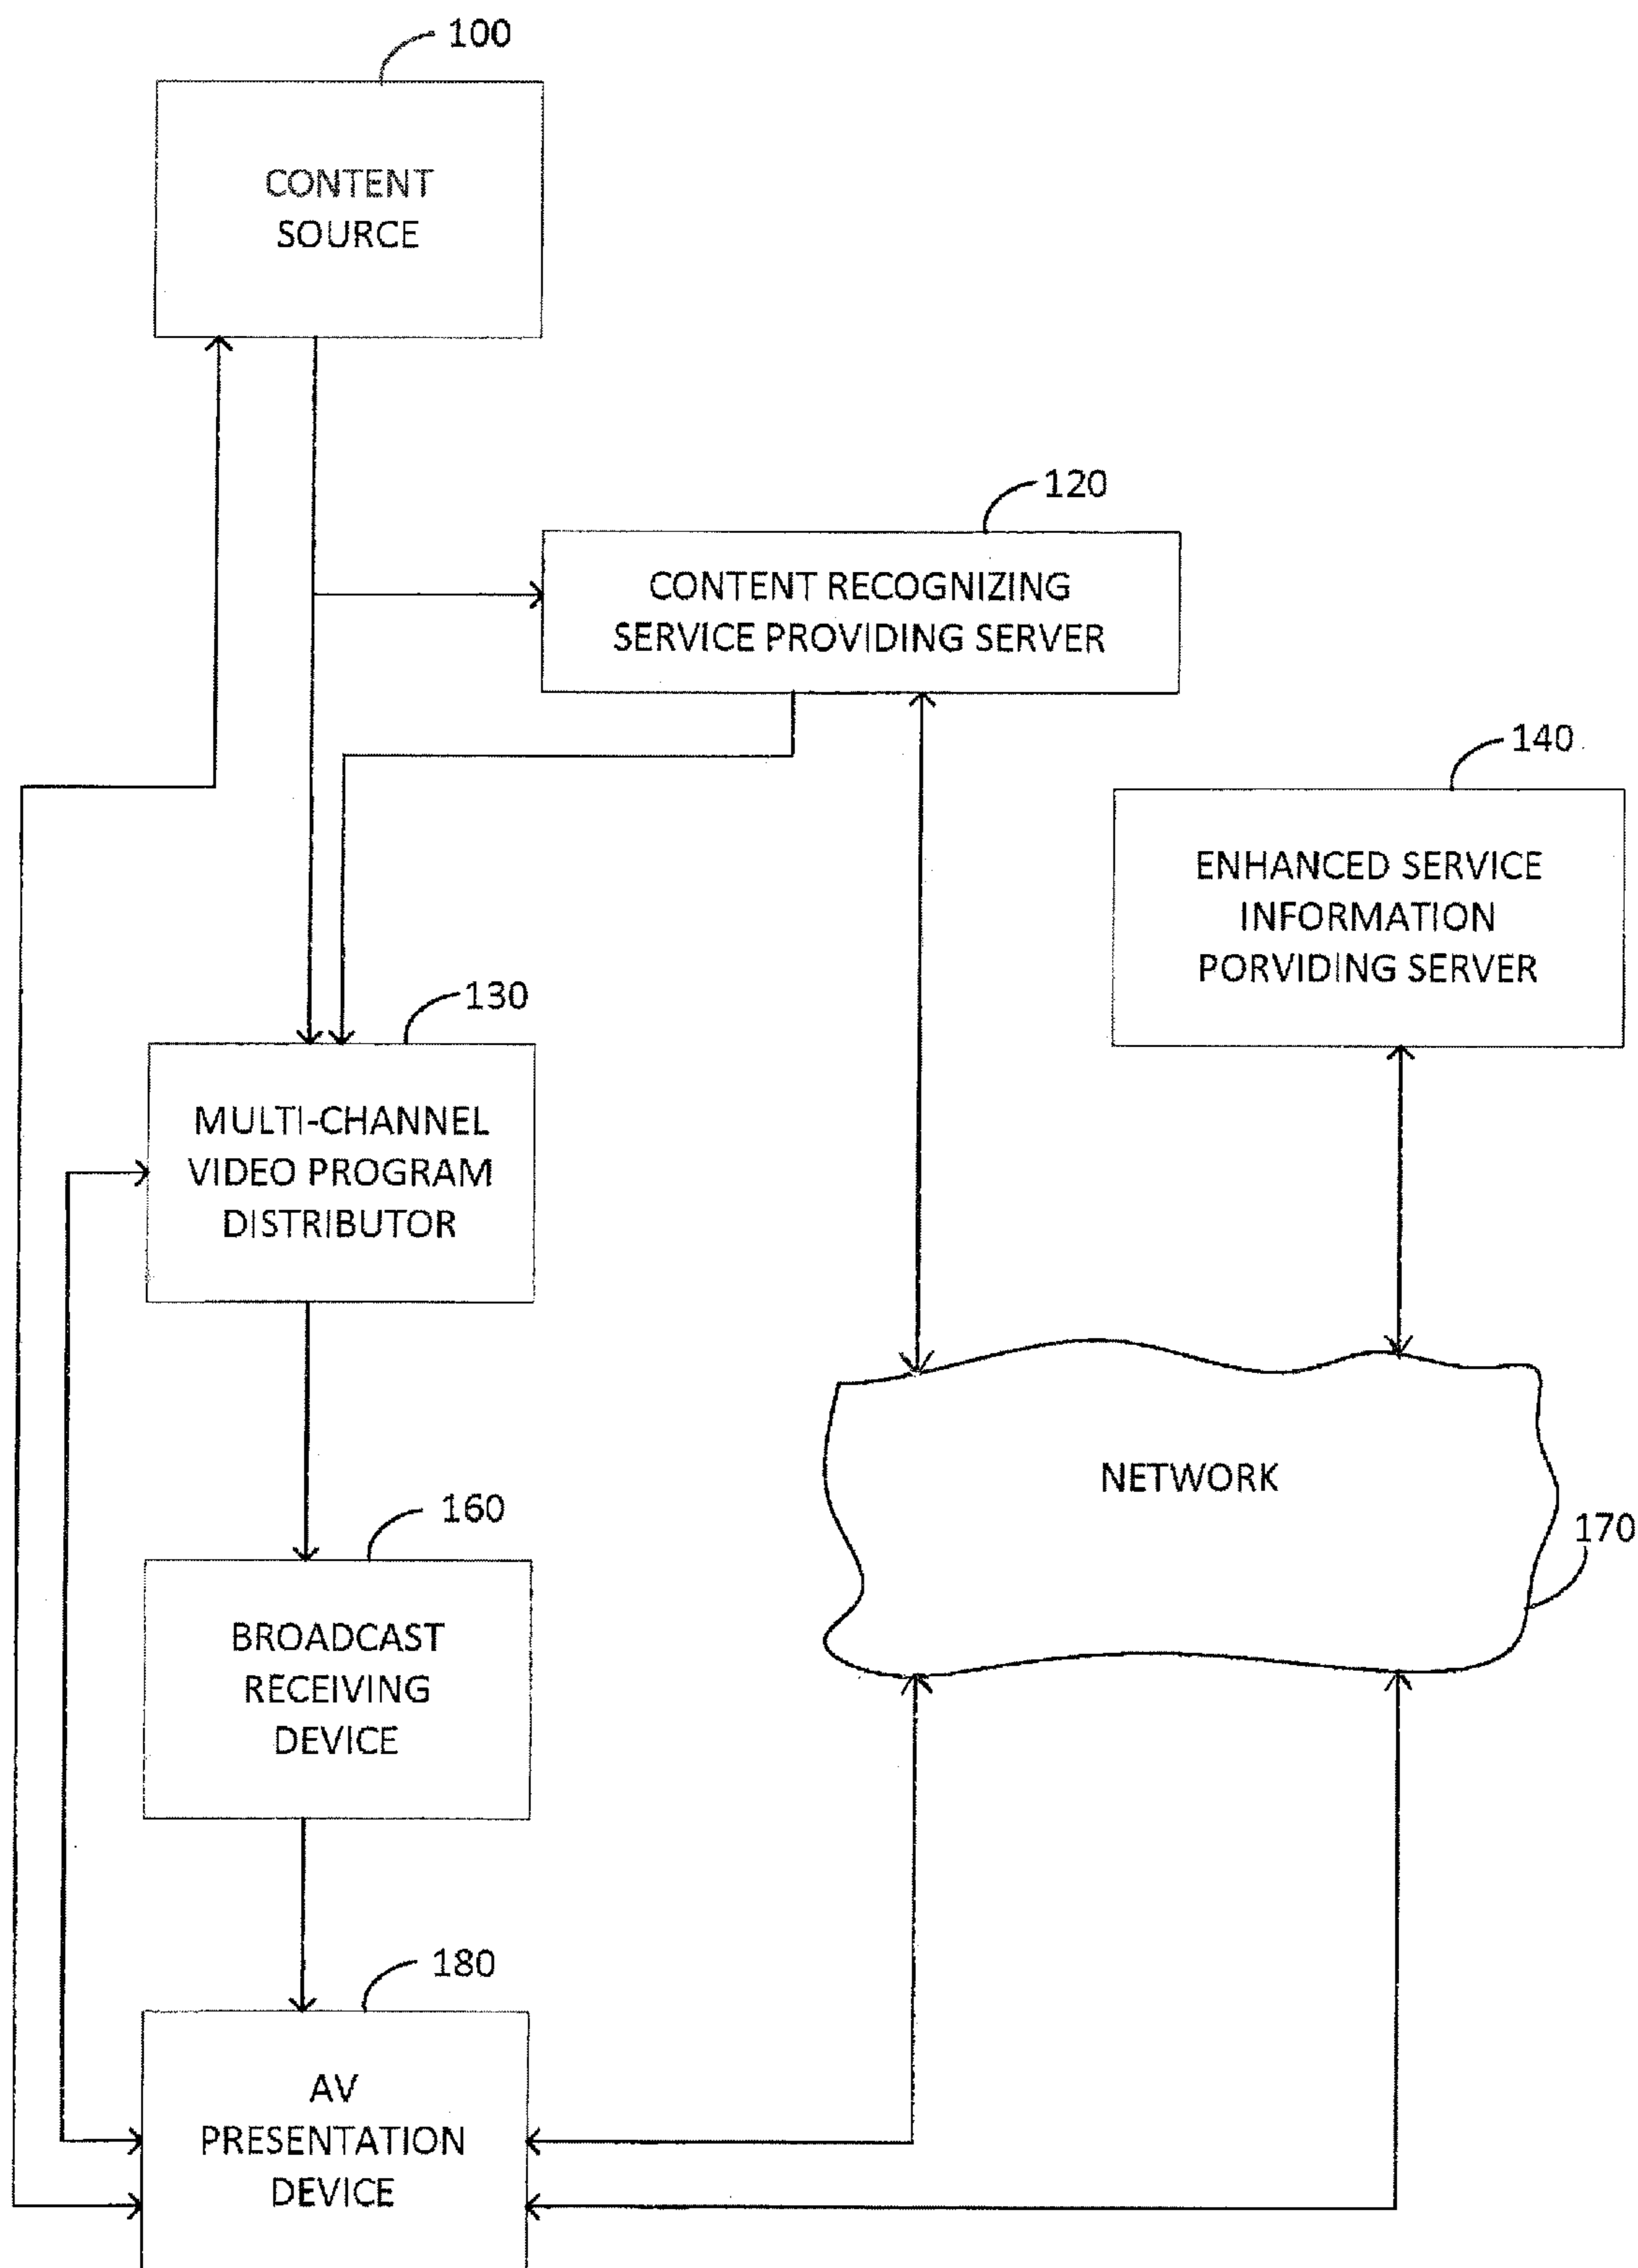 100
CONTENT
SOURCE
120
CONTENT RECOGNIZING
SERVICE PROVIDING SERVER
140
ENHANCED SERVICE
INFORMATION
PORVIDING SERVER
130
MULTI-CHANNEL
VIDEO PROGRAM
DISTRIBUTOR
NETWORK
170
160
BROADCAST
RECEIVING
DEVICE
180
AV
PRESENTATION
DEVICE